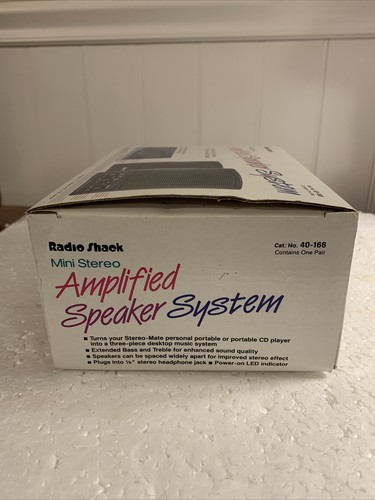 Radio Shack
Cat. No. 40-168
Mini Stereo
Contains One Pair
Amplified
Speaker System
■ Turns your Stereo-Mate personal portable or portable CD player
into a three-piece desktop music system
■ Extended Bass and Treble for enhanced sound quality
■ Speakers can be spaced widely apart for improved stereo effect
■ Plugs into ⅛" stereo headphone jack ■ Power-on LED indicator
Speaker System